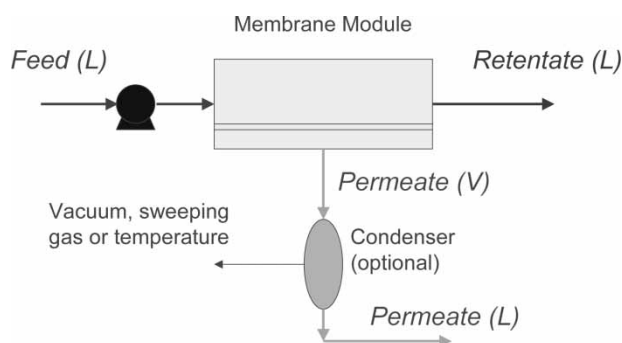 Membrane Module
Feed (L)
Retentate (L)
Permeate (V)
Vacuum, sweeping
gas or temperature
Condenser
(optional)
Permeate (L)